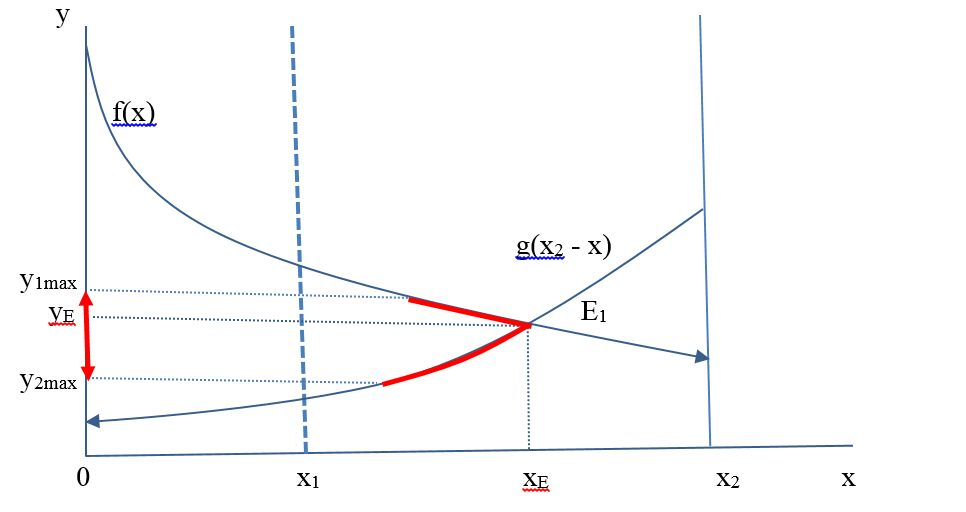 y
f(x)
g(x₂ - x)
y₁max
yE
E₁
y₂max
0
x₁
xE
x₂
x